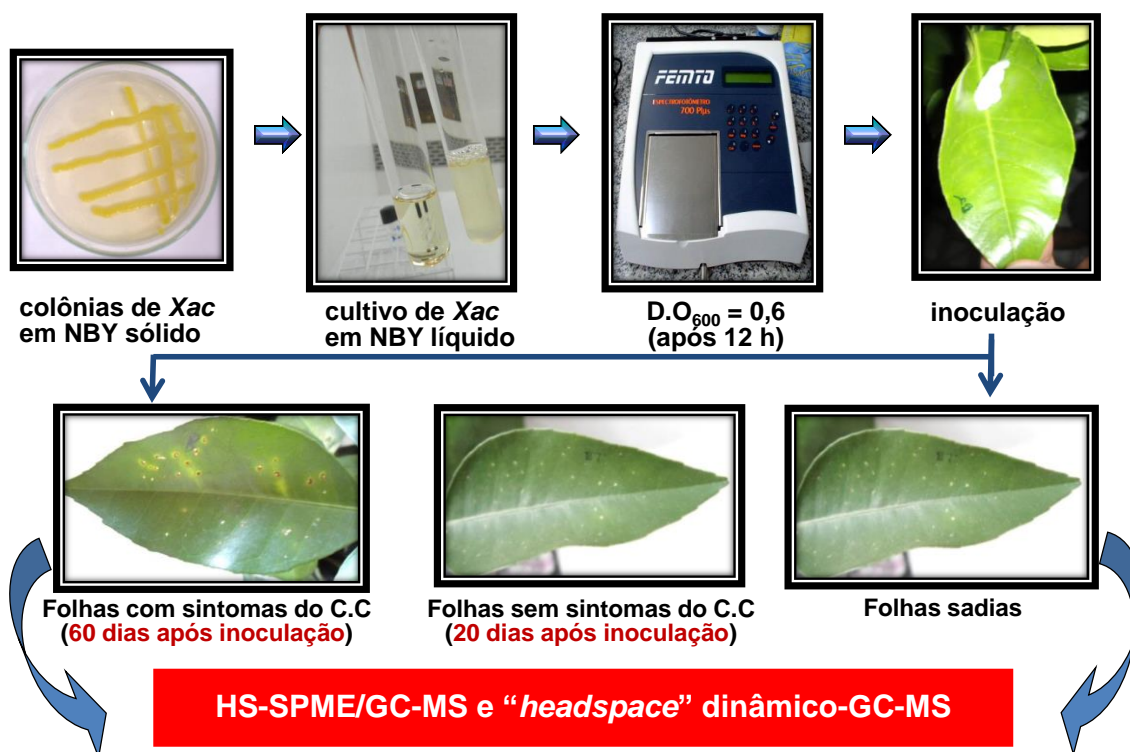 FEMTO
ESPECTROFOTÔMETRO
700 Plus
colônias de Xac
em NBY sólido
cultivo de Xac
em NBY líquido
D.O600 = 0,6
(após 12 h)
inoculação
Folhas com sintomas do C.C
(60 dias após inoculação)
Folhas sem sintomas do C.C
(20 dias após inoculação)
Folhas sadias
HS-SPME/GC-MS e “headspace” dinâmico-GC-MS